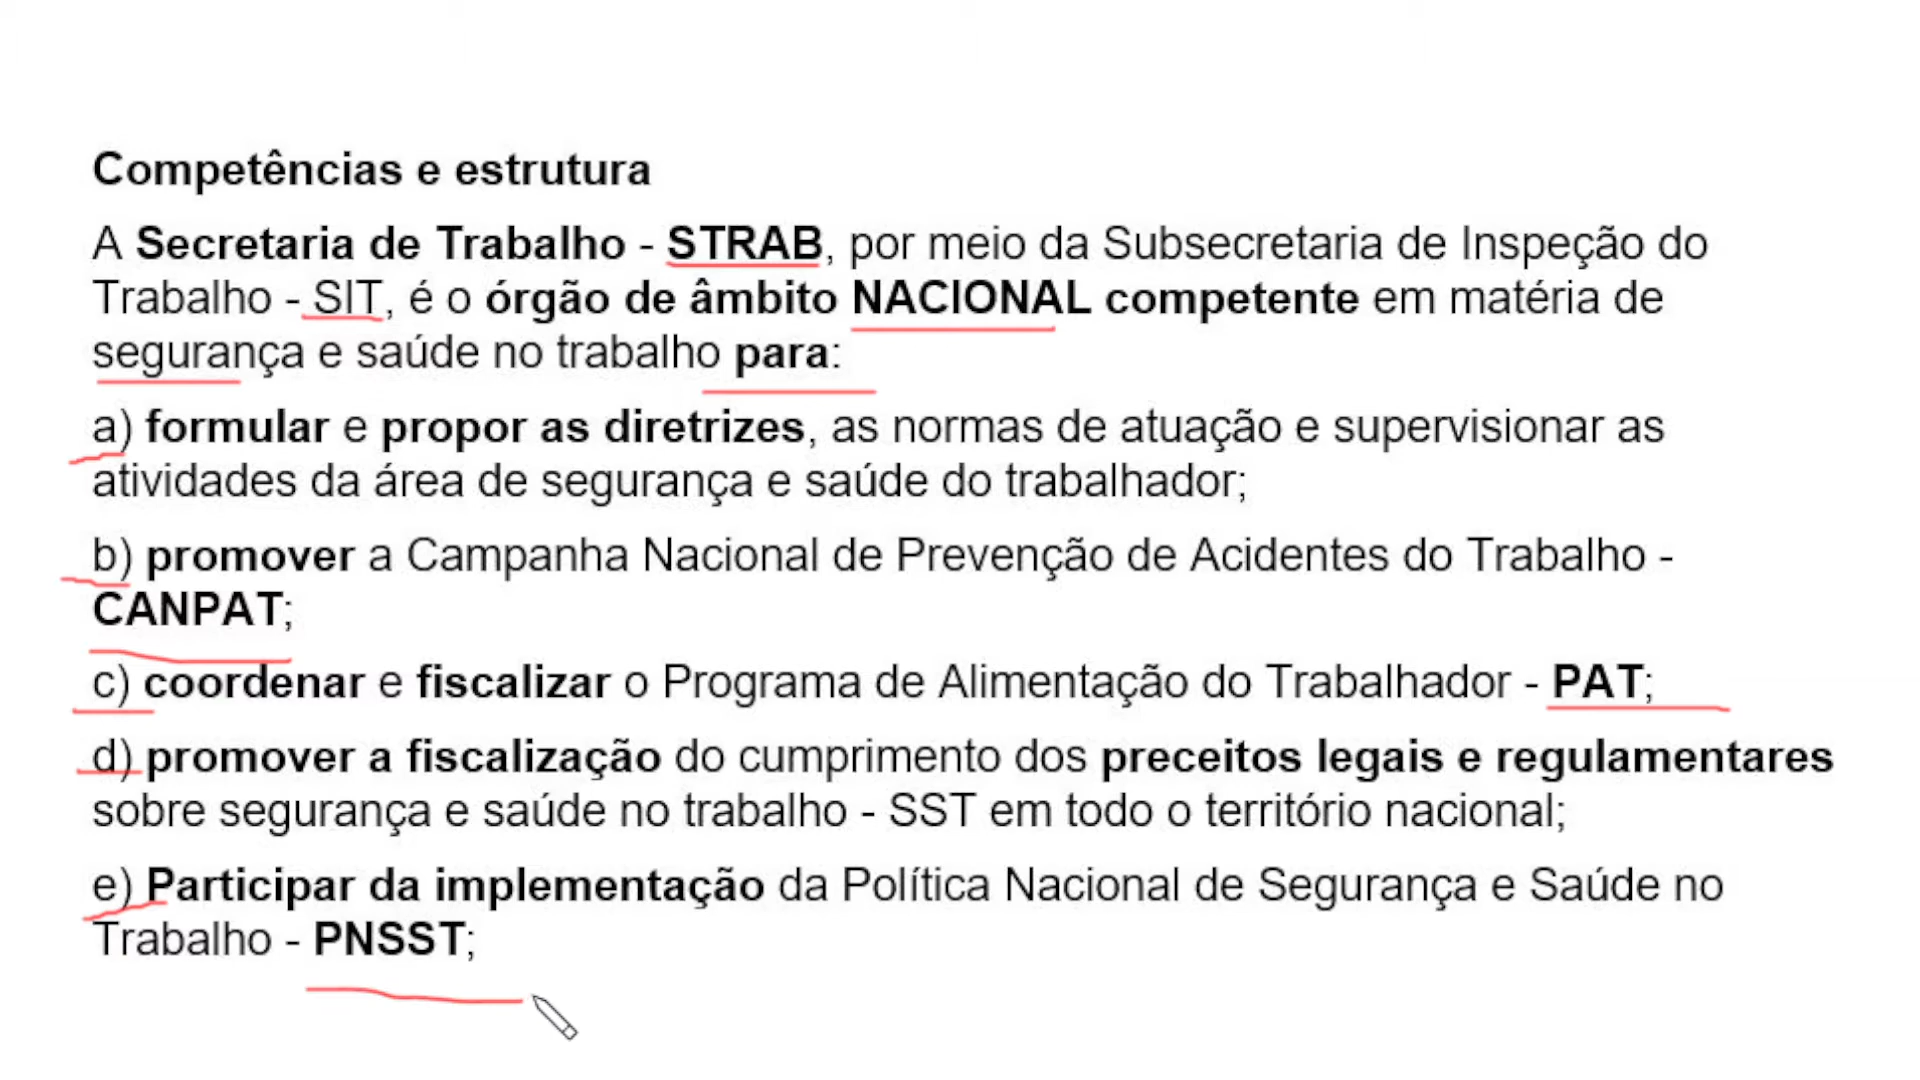 Competências e estrutura
A Secretaria de Trabalho - STRAB, por meio da Subsecretaria de Inspeção do
Trabalho - SIT, é o órgão de âmbito NACIONAL competente em matéria de
segurança e saúde no trabalho para:
a) formular e propor as diretrizes, as normas de atuação e supervisionar as
atividades da área de segurança e saúde do trabalhador;
b) promover a Campanha Nacional de Prevenção de Acidentes do Trabalho -
CANPAT;
c) coordenar e fiscalizar o Programa de Alimentação do Trabalhador - PAT;
d) promover a fiscalização do cumprimento dos preceitos legais e regulamentares
sobre segurança e saúde no trabalho - SST em todo o território nacional;
e) Participar da implementação da Política Nacional de Segurança e Saúde no
Trabalho - PNSST;